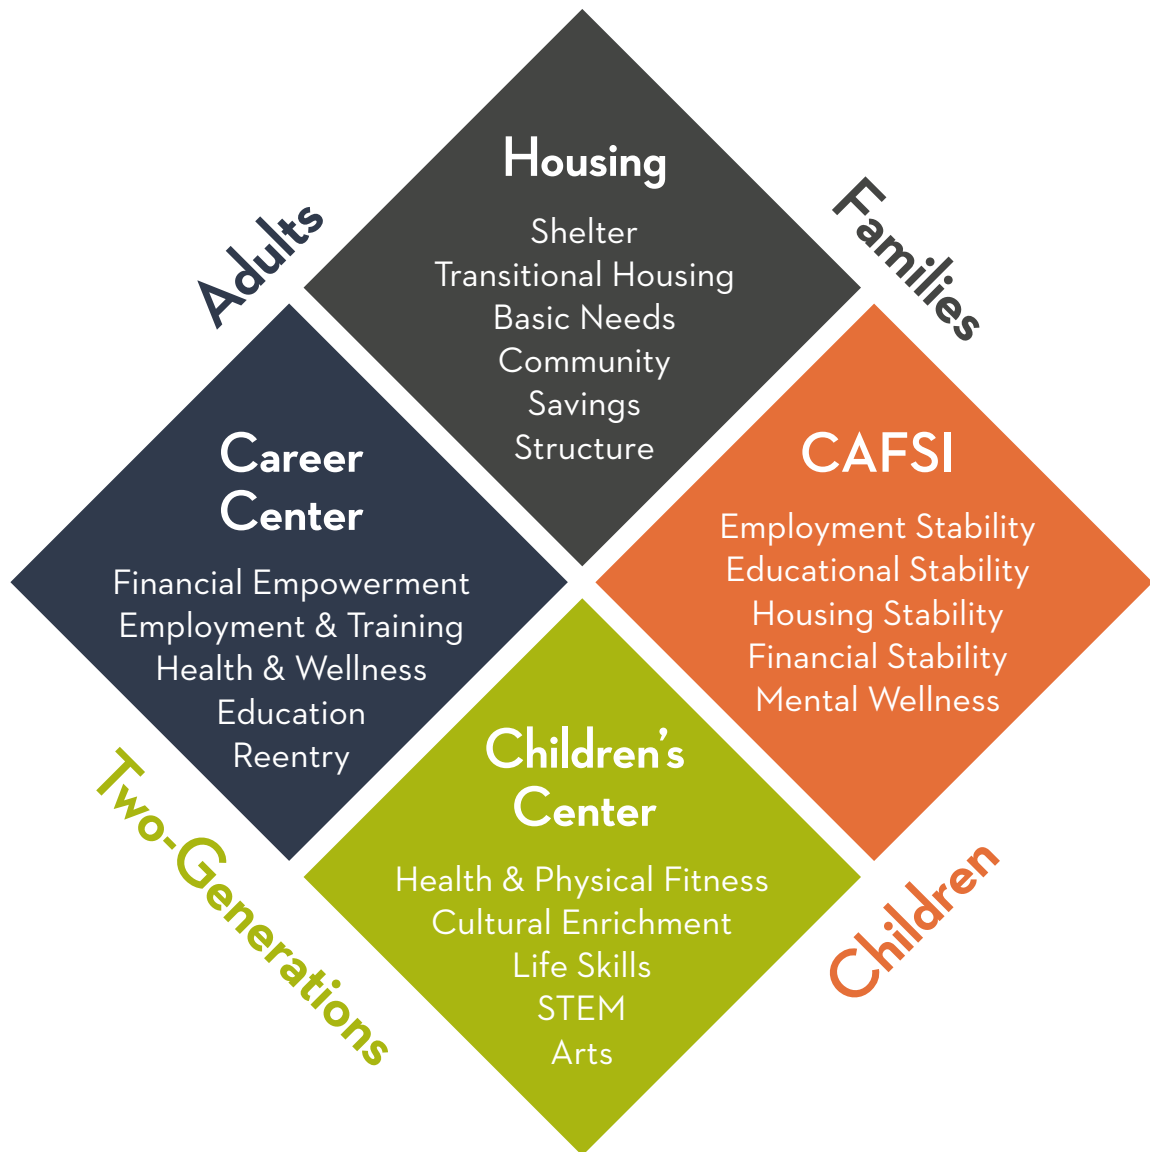 Housing
Shelter
Transitional Housing
Basic Needs
Community
Savings
Structure
Adults
Families
Career
Center
Financial Empowerment
Employment & Training
Health & Wellness
Education
Reentry
CAFSI
Employment Stability
Educational Stability
Housing Stability
Financial Stability
Mental Wellness
Children's
Center
Health & Physical Fitness
Cultural Enrichment
Life Skills
STEM
Arts
Two-Generations
Children